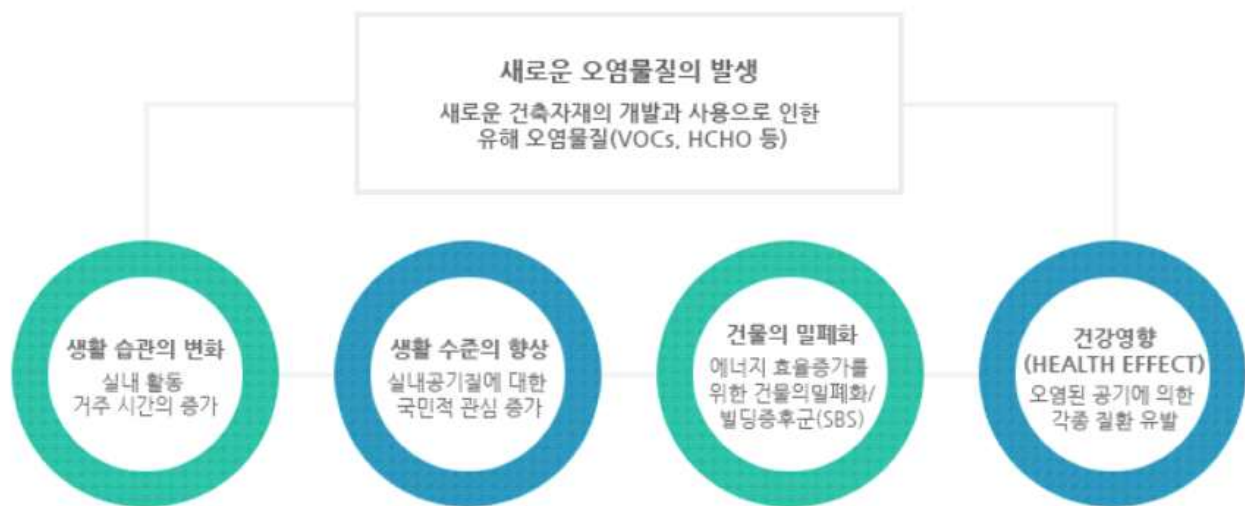 새로운 오염물질의 발생
새로운 건축자재의 개발과 사용으로 인한
유해 오염물질(VOCs, HCHO 등)
생활 습관의 변화
실내 활동
거주 시간의 증가
생활 수준의 향상
실내공기질에 대한
국민적 관심 증가
건물의 밀폐화
에너지 효율증가를
위한 건물의밀폐화/
빌딩증후군(SBS)
건강영향
(HEALTH EFFECT)
오염된 공기에 의한
각종 질환 유발